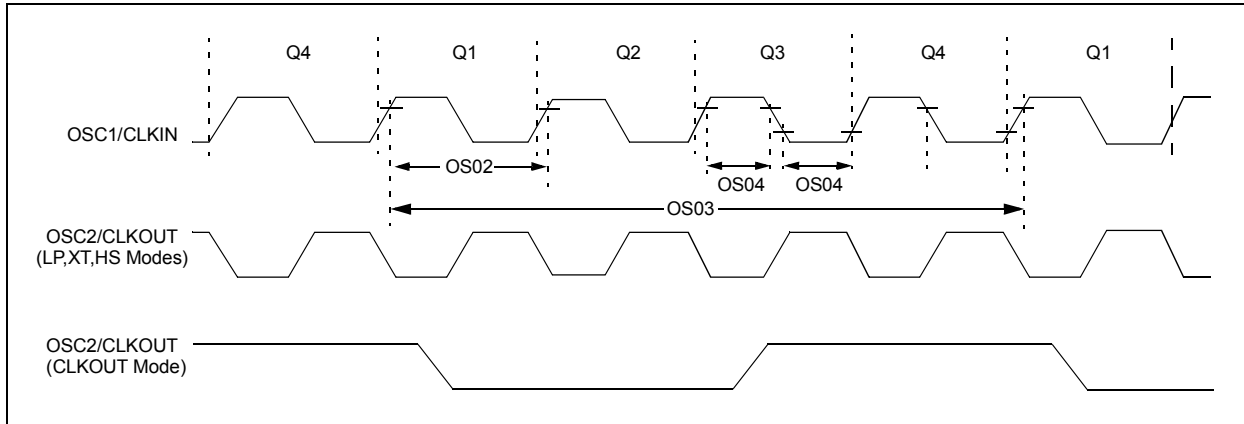 Q4 Q1 Q2 Q3 Q4 Q1
OSC1/CLKIN
OS02
OS04 OS04
OS03
OSC2/CLKOUT
(LP,XT,HS Modes)
OSC2/CLKOUT
(CLKOUT Mode)